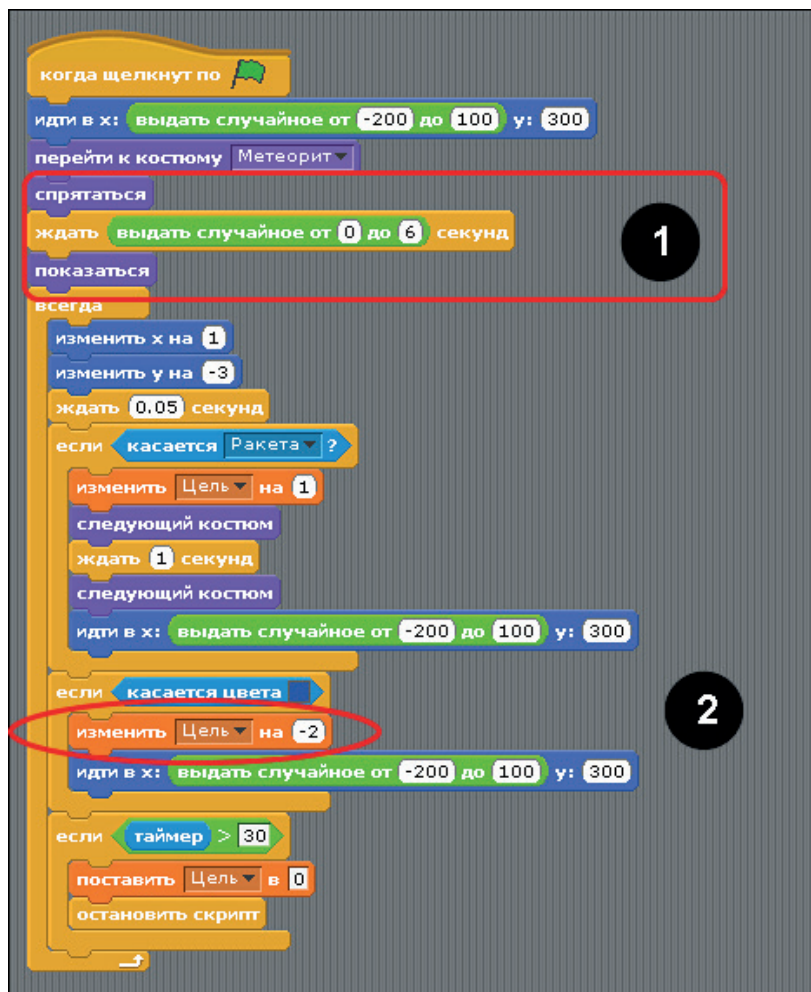 когда щелкнут по
идти в x: выдать случайное от -200 до 100 y: 300
перейти к костюму Метеорит
спрятаться
ждать выдать случайное от 0 до 6 секунд
1
показаться
всегда
изменить x на 1
изменить y на -3
ждать 0.05 секунд
если касается Ракета ?
изменить Цель на 1
следующий костюм
ждать 1 секунд
следующий костюм
идти в x: выдать случайное от -200 до 100 y: 300
если касается цвета
2
изменить Цель на -2
идти в x: выдать случайное от -200 до 100 y: 300
если таймер > 30
поставить Цель в 0
остановить скрипт